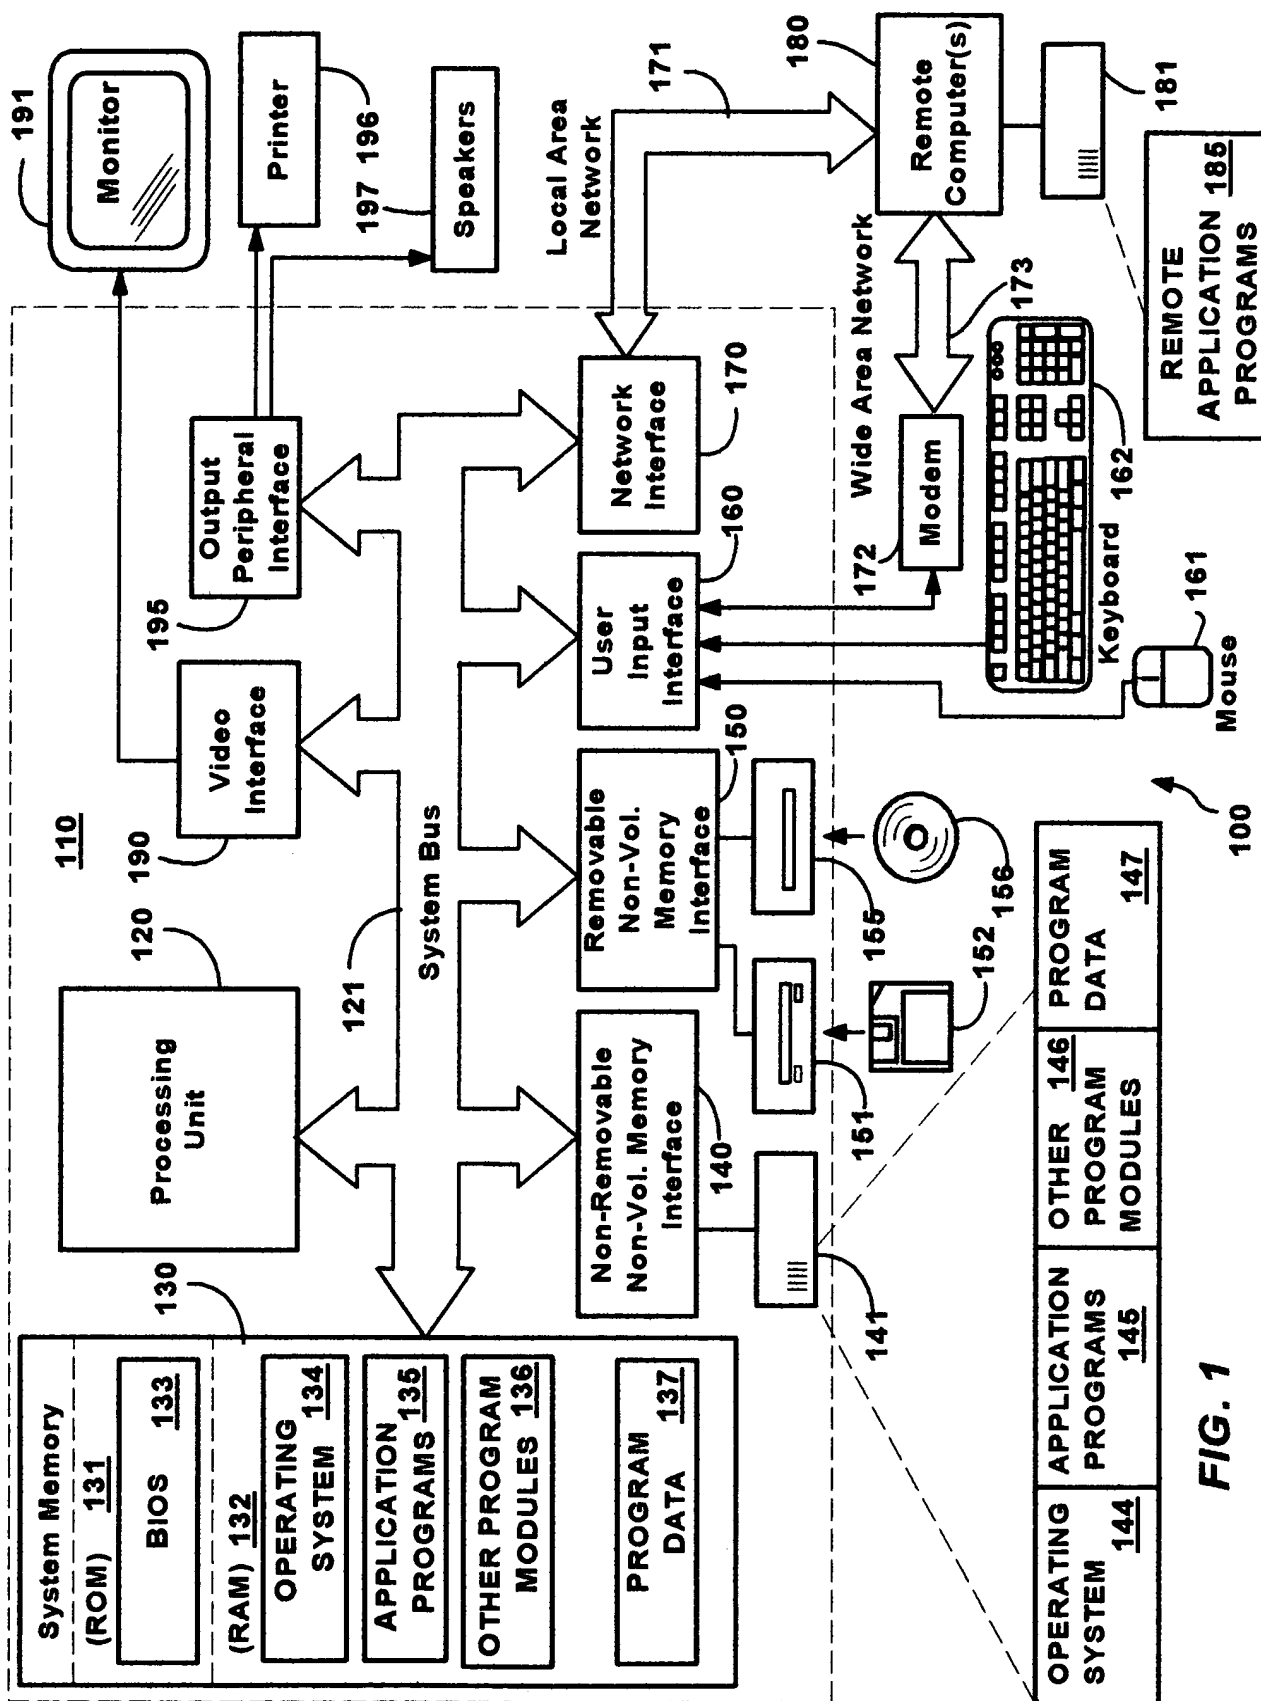 System Memory
(ROM) 131
BIOS 133
(RAM) 132
OPERATING
SYSTEM 134
APPLICATION
PROGRAMS 135
OTHER PROGRAM
MODULES 136
PROGRAM
DATA 137
130
110
Processing
Unit
120
121
System Bus
Video
Interface
190
Output
Peripheral
Interface
195
Monitor
191
Printer
196
Speakers
197
Non-Removable
Non-Vol. Memory
Interface
140
Removable
Non-Vol.
Memory
Interface
150
User
Input
Interface
160
Network
Interface
170
Local Area
Network
171
141
151
152
155
156
Modem
172
Wide Area Network
173
Remote
Computer(s)
180
181
Keyboard
162
Mouse
161
REMOTE
APPLICATION 185
PROGRAMS
OPERATING
SYSTEM 144
APPLICATION
PROGRAMS
145
OTHER 146
PROGRAM
MODULES
PROGRAM
DATA 147
100
FIG. 1